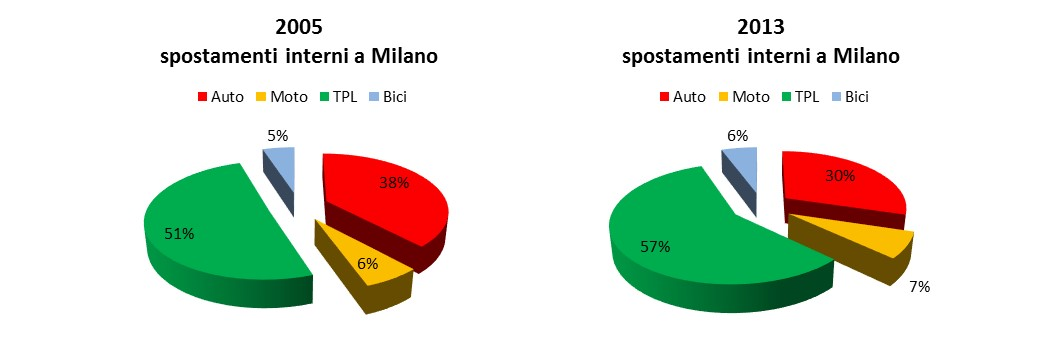 2005
spostamenti interni a Milano
Auto Moto TPL Bici
5%
38%
51%
6%
2013
spostamenti interni a Milano
Auto Moto TPL Bici
6%
30%
57%
7%